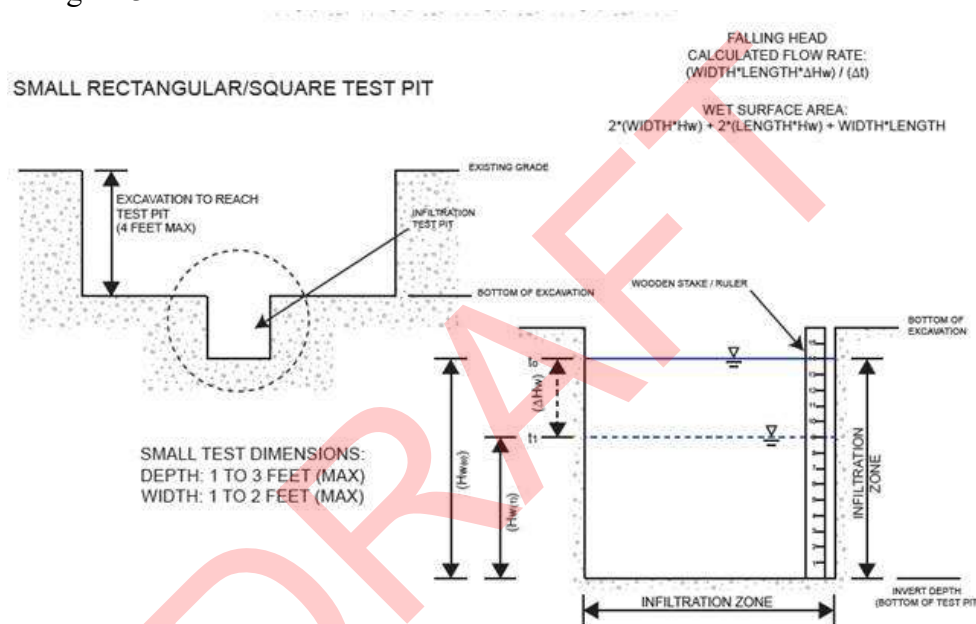 FALLING HEAD
CALCULATED FLOW RATE:
(WIDTH*LENGTH*ΔHw) / (Δt)
SMALL RECTANGULAR/SQUARE TEST PIT
WET SURFACE AREA:
2*(WIDTH*Hw) + 2*(LENGTH*Hw) + WIDTH*LENGTH
EXISTING GRADE
EXCAVATION TO REACH
TEST PIT
(4 FEET MAX)
INFILTRATION
TEST PIT
WOODEN STAKE / RULER
BOTTOM OF EXCAVATION
BOTTOM OF
EXCAVATION
t₀
(ΔHw)
t₁
SMALL TEST DIMENSIONS:
DEPTH: 1 TO 3 FEET (MAX)
WIDTH: 1 TO 2 FEET (MAX)
(Hw(t0))
(Hw(t1))
INFILTRATION
ZONE
INFILTRATION ZONE
INVERT DEPTH
(BOTTOM OF TEST PIT
DRAFT